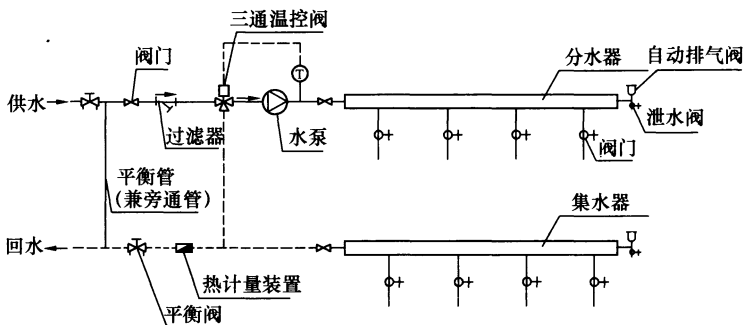 三通温控阀
阀门
T
分水器
自动排气阀
供水
过滤器
水泵
阀门
泄水阀
平衡管
(兼旁通管)
集水器
回水
热计量装置
平衡阀